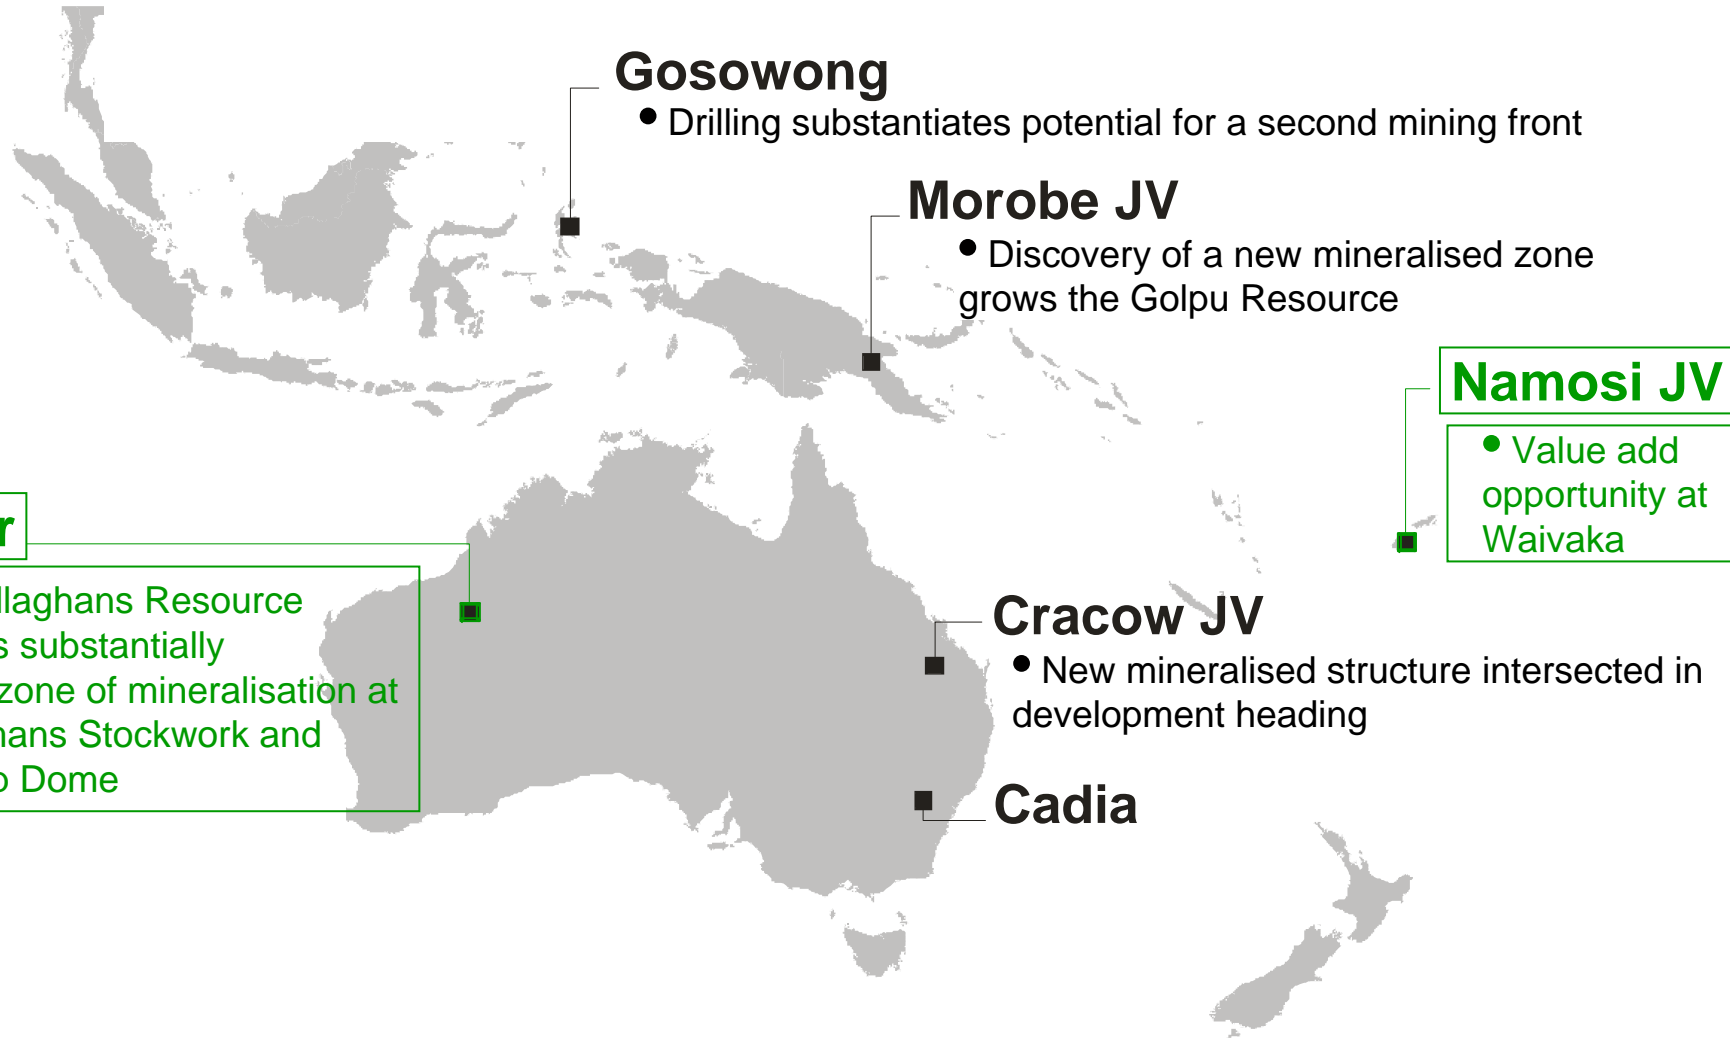 Gosowong
• Drilling substantiates potential for a second mining front
Morobe JV
• Discovery of a new mineralised zone
grows the Golpu Resource
Namosi JV
• Value add
opportunity at
Waivaka
r
llaghans Resource
s substantially
zone of mineralisation at
hans Stockwork and
o Dome
Cracow JV
• New mineralised structure intersected in
development heading
Cadia